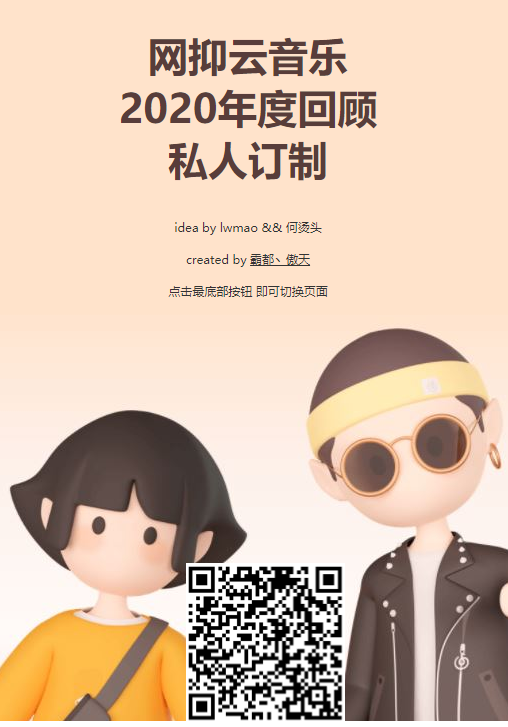 网抑云音乐
2020年度回顾
私人订制
idea by lwmao && 何烫头
created by 霸都丶傲天
点击最底部按钮 即可切换页面